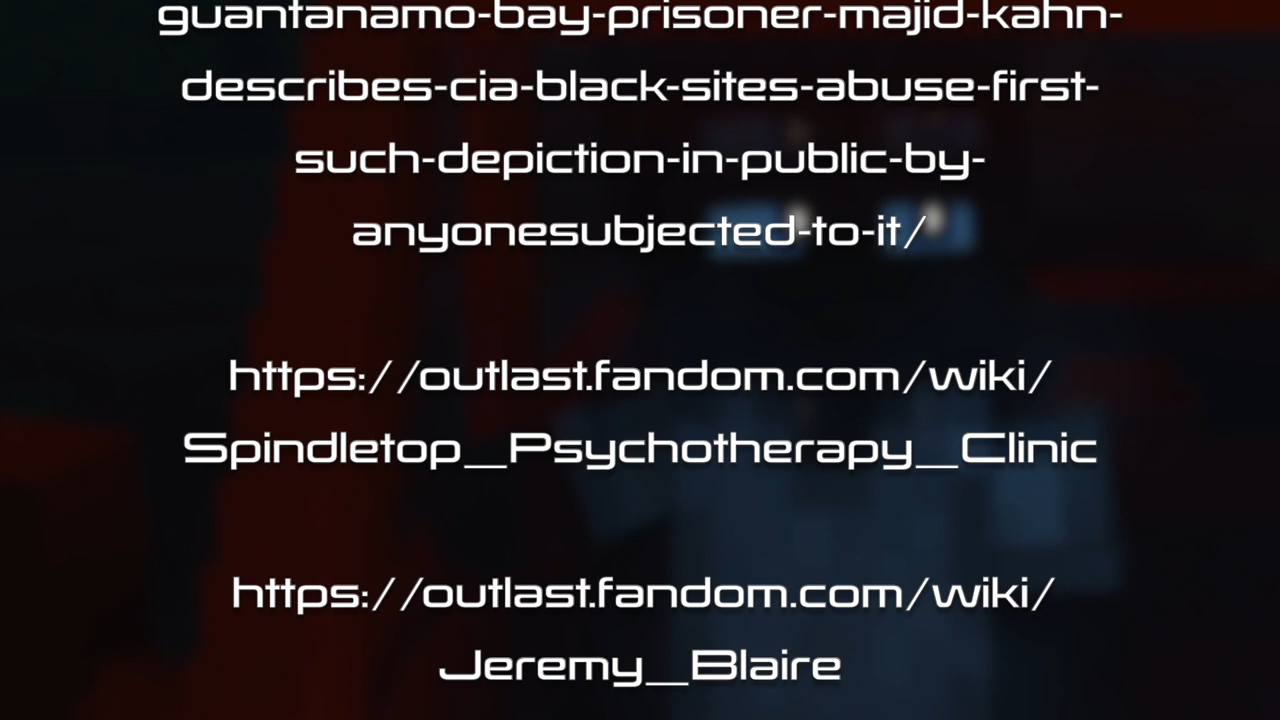 guantanamo-bay-prisoner-majid-kahn-
describes-cia-black-sites-abuse-first-
such-depiction-in-public-by-
anyonesubjected-to-it/
https://outlast.fandom.com/wiki/
Spindletop_Psychotherapy_Clinic
https://outlast.fandom.com/wiki/
Jeremy_Blaire